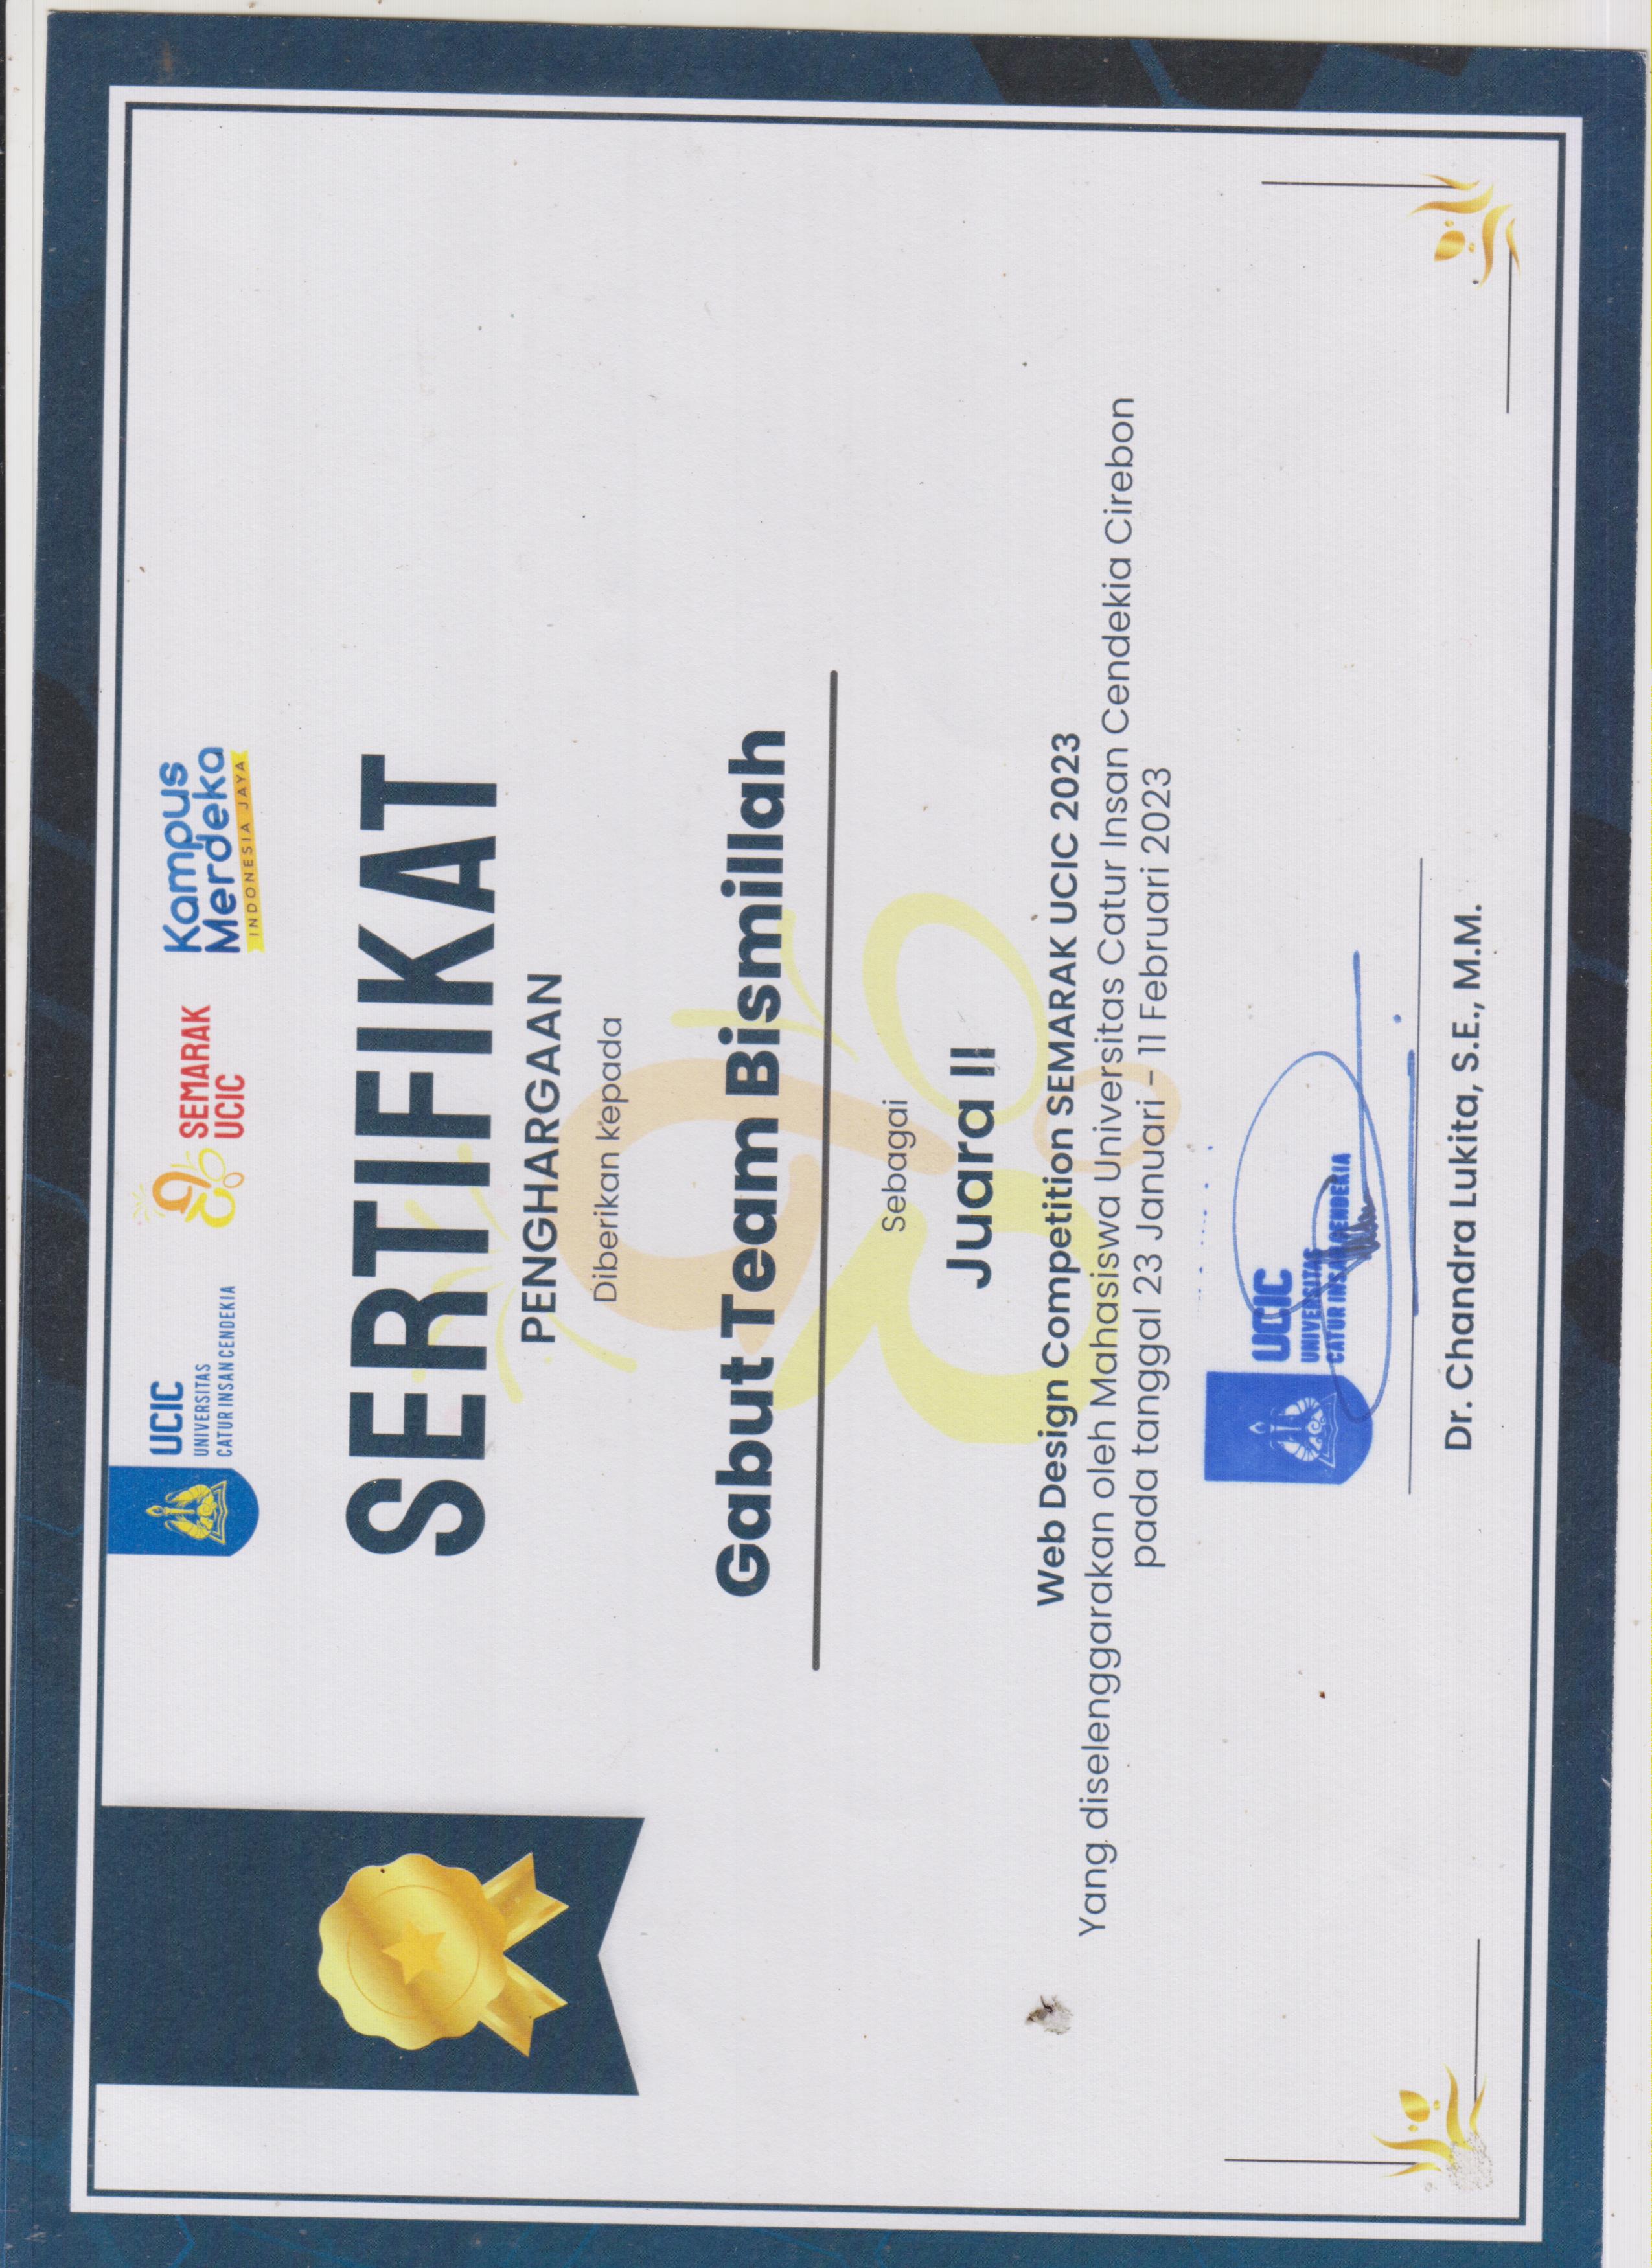 UCIC
UNIVERSITAS
CATUR INSAN CENDEKIA
SEMARAK
UCIC
Kampus
Merdeka
INDONESIA JAYA
SERTIFIKAT
PENGHARGAAN
Diberikan kepada
Gabut Team Bismillah
Sebagai
Juara II
Web Design Competition SEMARAK UCIC 2023
Yang diselenggarakan oleh Mahasiswa Universitas Catur Insan Cendekia Cirebon
pada tanggal 23 Januari - 11 Februari 2023
UCIC
UNIVERSITAS
CATUR INSAN CENDEKIA
Dr. Chandra Lukita, S.E., M.M.